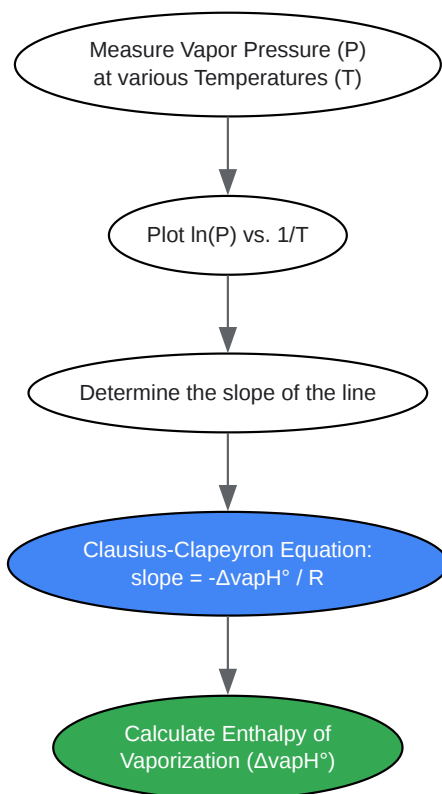 Measure Vapor Pressure (P)
at various Temperatures (T)
Plot ln(P) vs. 1/T
Determine the slope of the line
Clausius-Clapeyron Equation:
slope = -ΔvapH° / R
Calculate Enthalpy of
Vaporization (ΔvapH°)